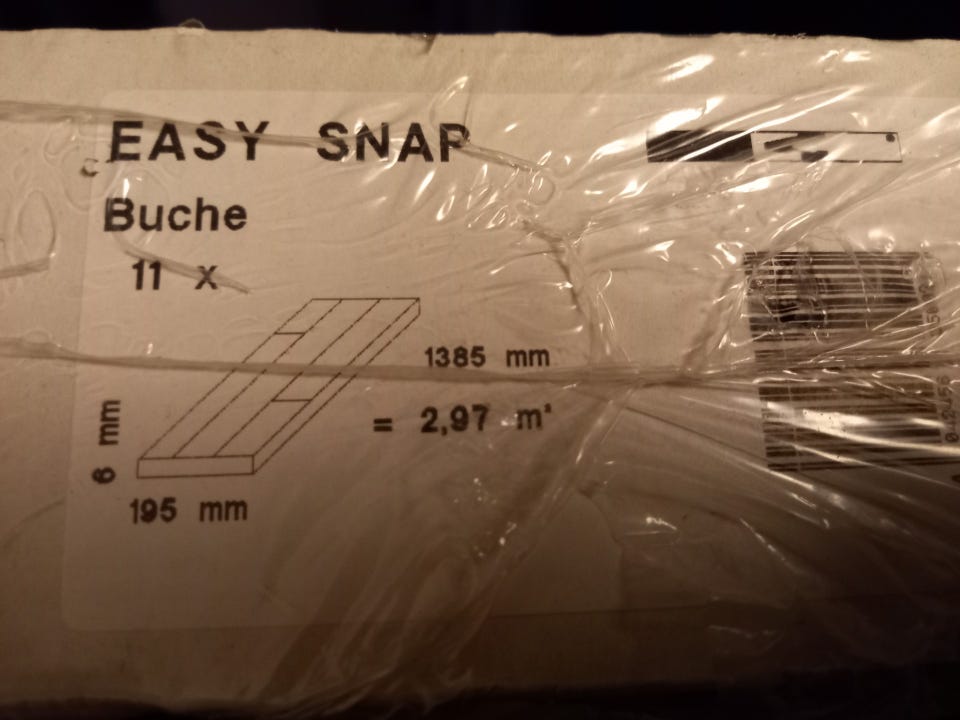 EASY SNAP
Buche
11 x
1385 mm
= 2,97 m²
6 mm
195 mm